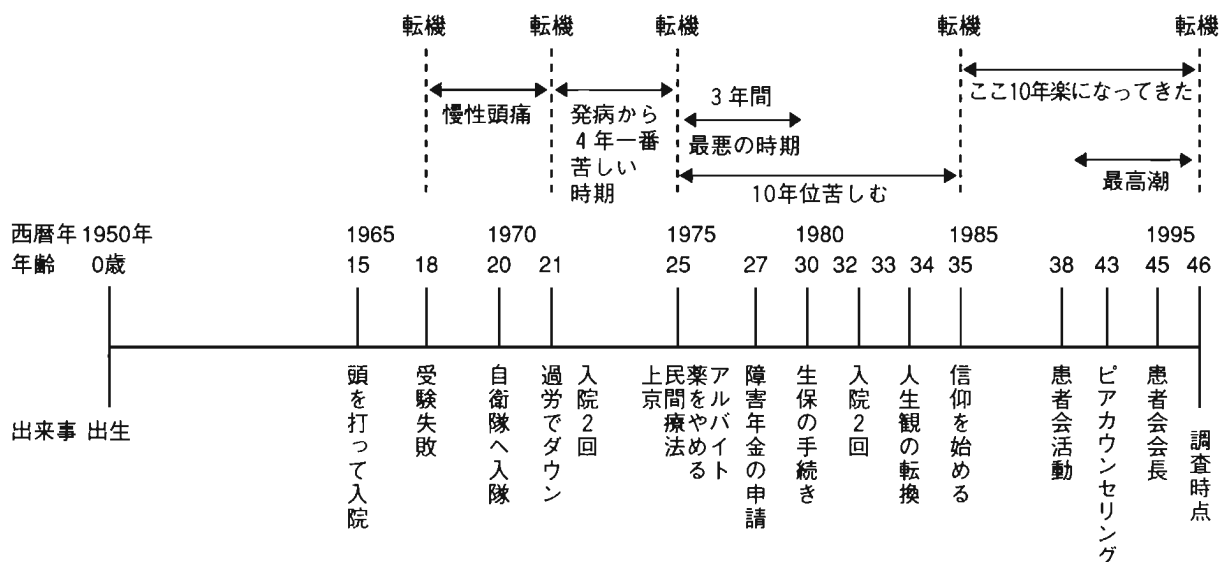 転機 転機 転機 転機 転機
慢性頭痛
発病から
4年一番
苦しい
時期
3年間
最悪の時期
10年位苦しむ
ここ10年楽になってきた
最高潮
西暦年 1950年 1965 1970 1975 1980 1985 1995
年齢 0歳 15 18 20 21 25 27 30 32 33 34 35 38 43 45 46
出来事 出生
頭を打って入院
受験失敗
自衛隊へ入隊
過労でダウン
入院2回
上京
民間療法
薬をやめる
アルバイト
障害年金の申請
生保の手続き
入院2回
人生観の転換
信仰を始める
患者会活動
ピアカウンセリング
患者会会長
調査時点